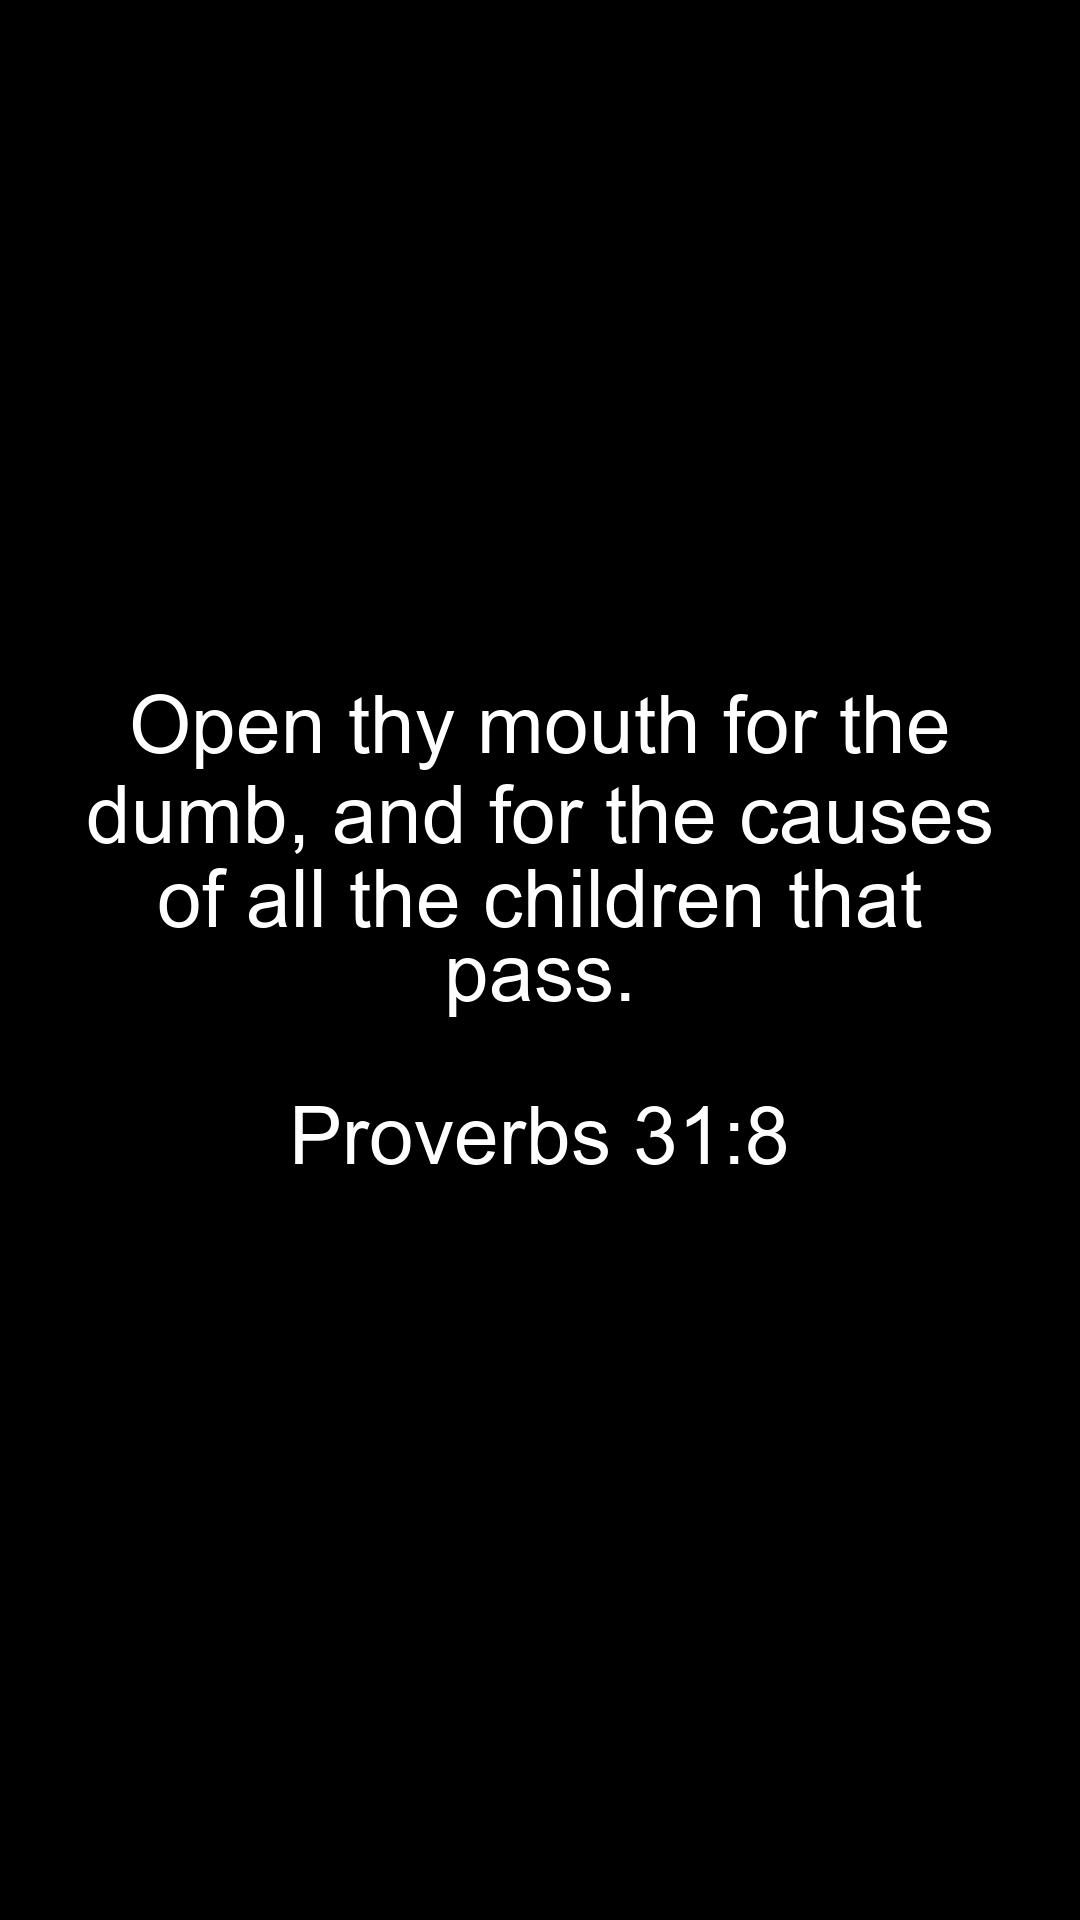 Open thy mouth for the
dumb, and for the causes
of all the children that
pass.
Proverbs 31:8